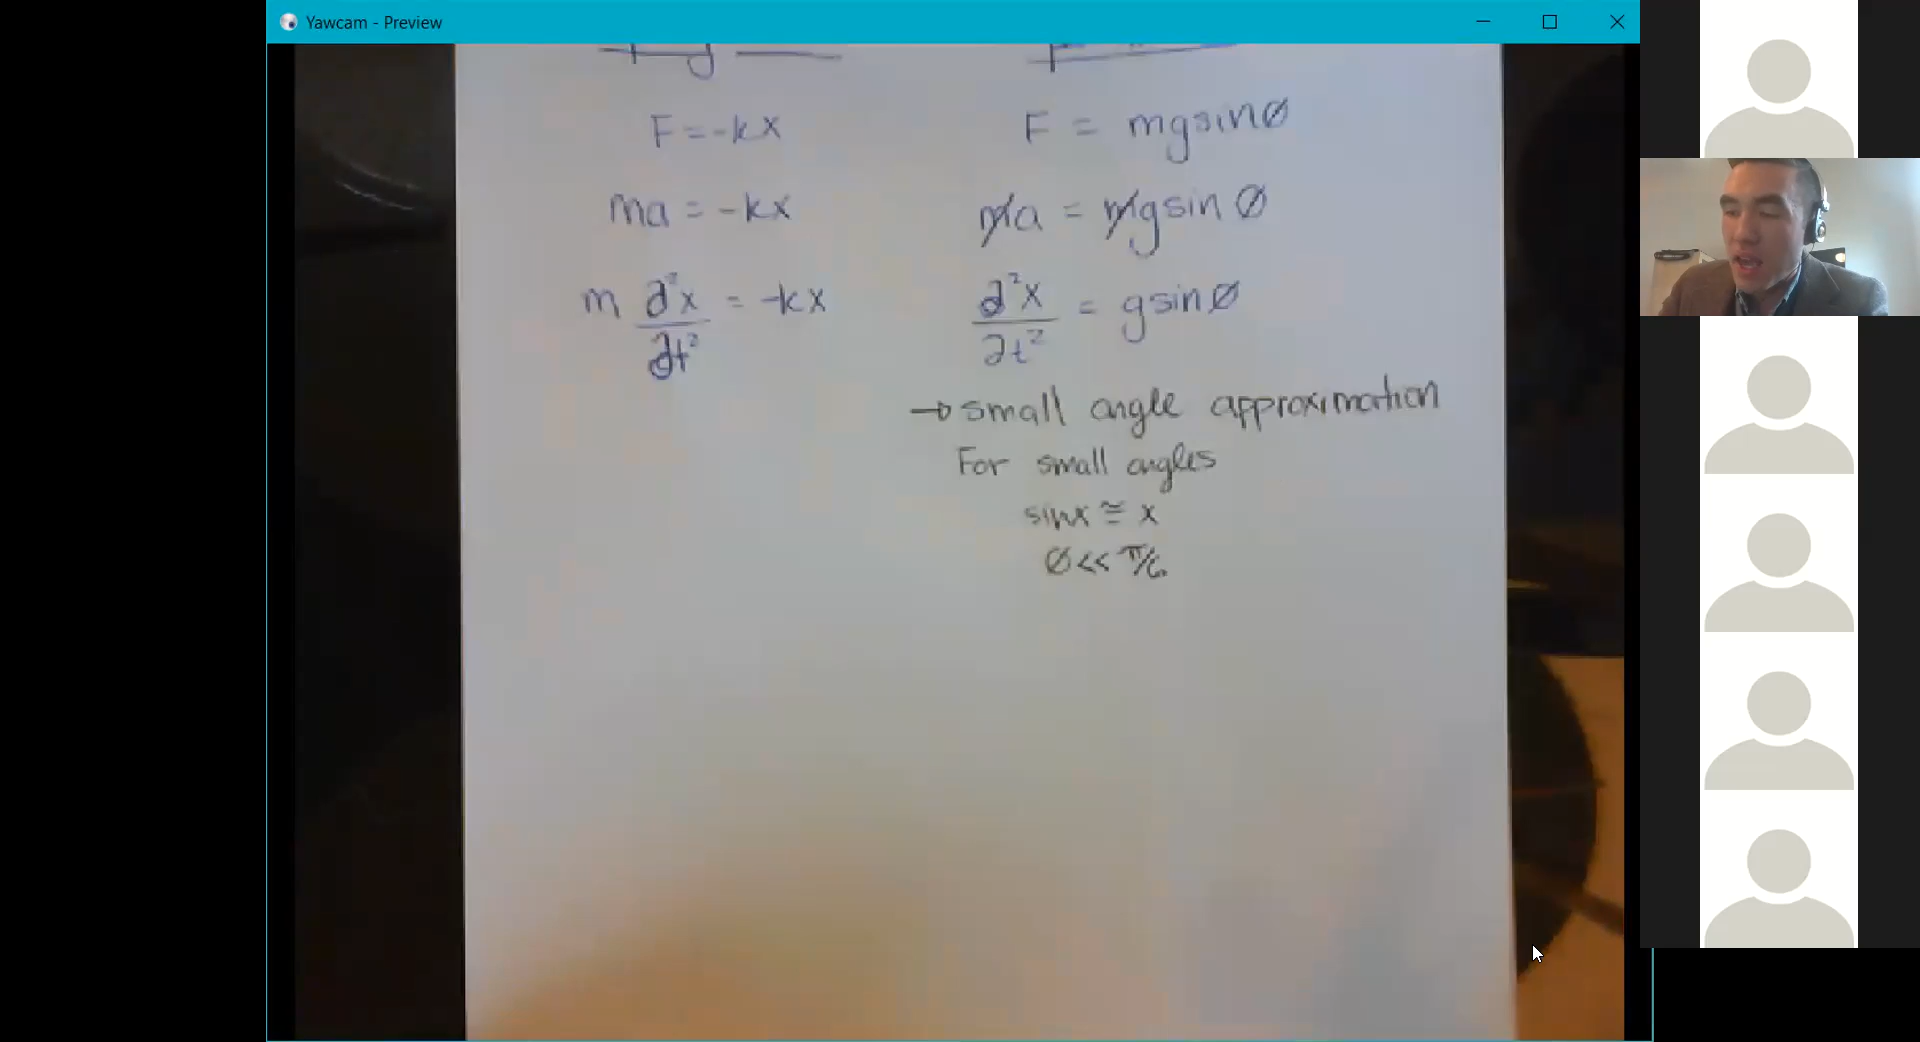 Yawcam - Preview
F = -kx
ma = -kx
m ∂²x/∂t² = -kx
F = mgsinø
ma = mgsin ø
∂²x/∂t² = gsinø
→ small angle approximation
For small angles
sinx ≅ x
ø << π/6